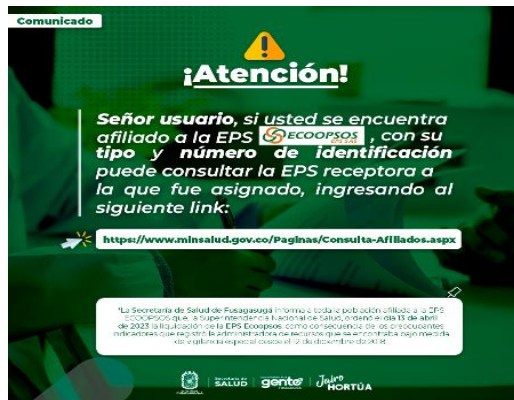 Comunicado
¡Atención!
Señor usuario, si usted se encuentra
afiliado a la EPS ECOOPSOS EPS S.A.S , con su
tipo y número de identificación
puede consultar la EPS receptora a
la que fue asignado, ingresando al
siguiente link:
https://www.minsalud.gov.co/Paginas/Consulta-Afiliados.aspx
*La Secretaría de Salud de Fusagasugá informa a toda la población afiliada a la EPS
ECOOPSOS que, la Superintendencia Nacional de Salud, ordenó el día 13 de abril
de 2023 la liquidación de la EPS Ecoopsos, como consecuencia de los preocupantes
indicadores que registró la administradora de recursos que se encontraba bajo medida
de vigilancia especial desde el 12 de diciembre de 2018
Secretaría de
SALUD
gente
Jairo
HORTÚA